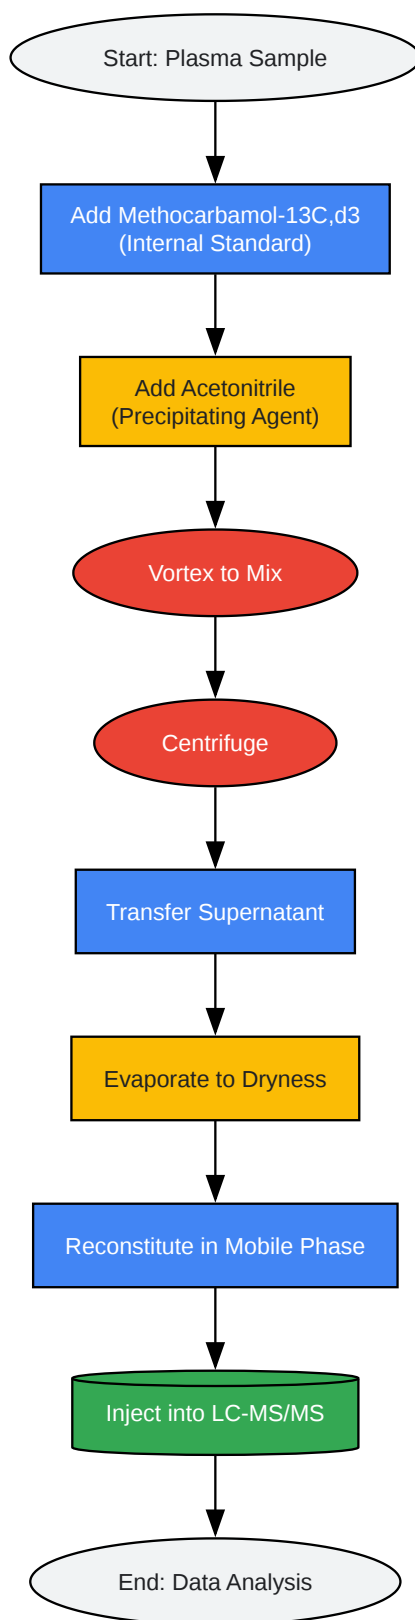 Start: Plasma Sample
Add Methocarbamol-13C,d3
(Internal Standard)
Add Acetonitrile
(Precipitating Agent)
Vortex to Mix
Centrifuge
Transfer Supernatant
Evaporate to Dryness
Reconstitute in Mobile Phase
Inject into LC-MS/MS
End: Data Analysis